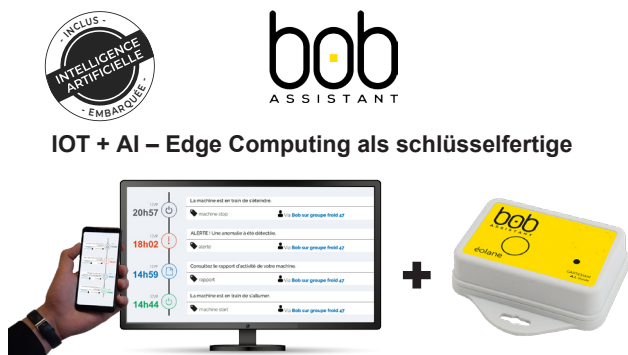 - INCLUS -
INTELLIGENCE
ARTIFICIELLE
- EMBARQUÉE -
bob
ASSISTANT
IOT + AI – Edge Computing als schlüsselfertige
20h57
La machine est en train de s'éteindre.
machine stop
Via Bob sur groupe froid 47
18h02
ALERTE ! Une anomalie à été détectée.
alerte
Via Bob sur groupe froid 47
14h59
Consultez le rapport d'activité de votre machine.
rapport
Via Bob sur groupe froid 47
14h44
La machine est en train de s'allumer.
machine start
Via Bob sur groupe froid 47
+
bob
ASSISTANT
éolane